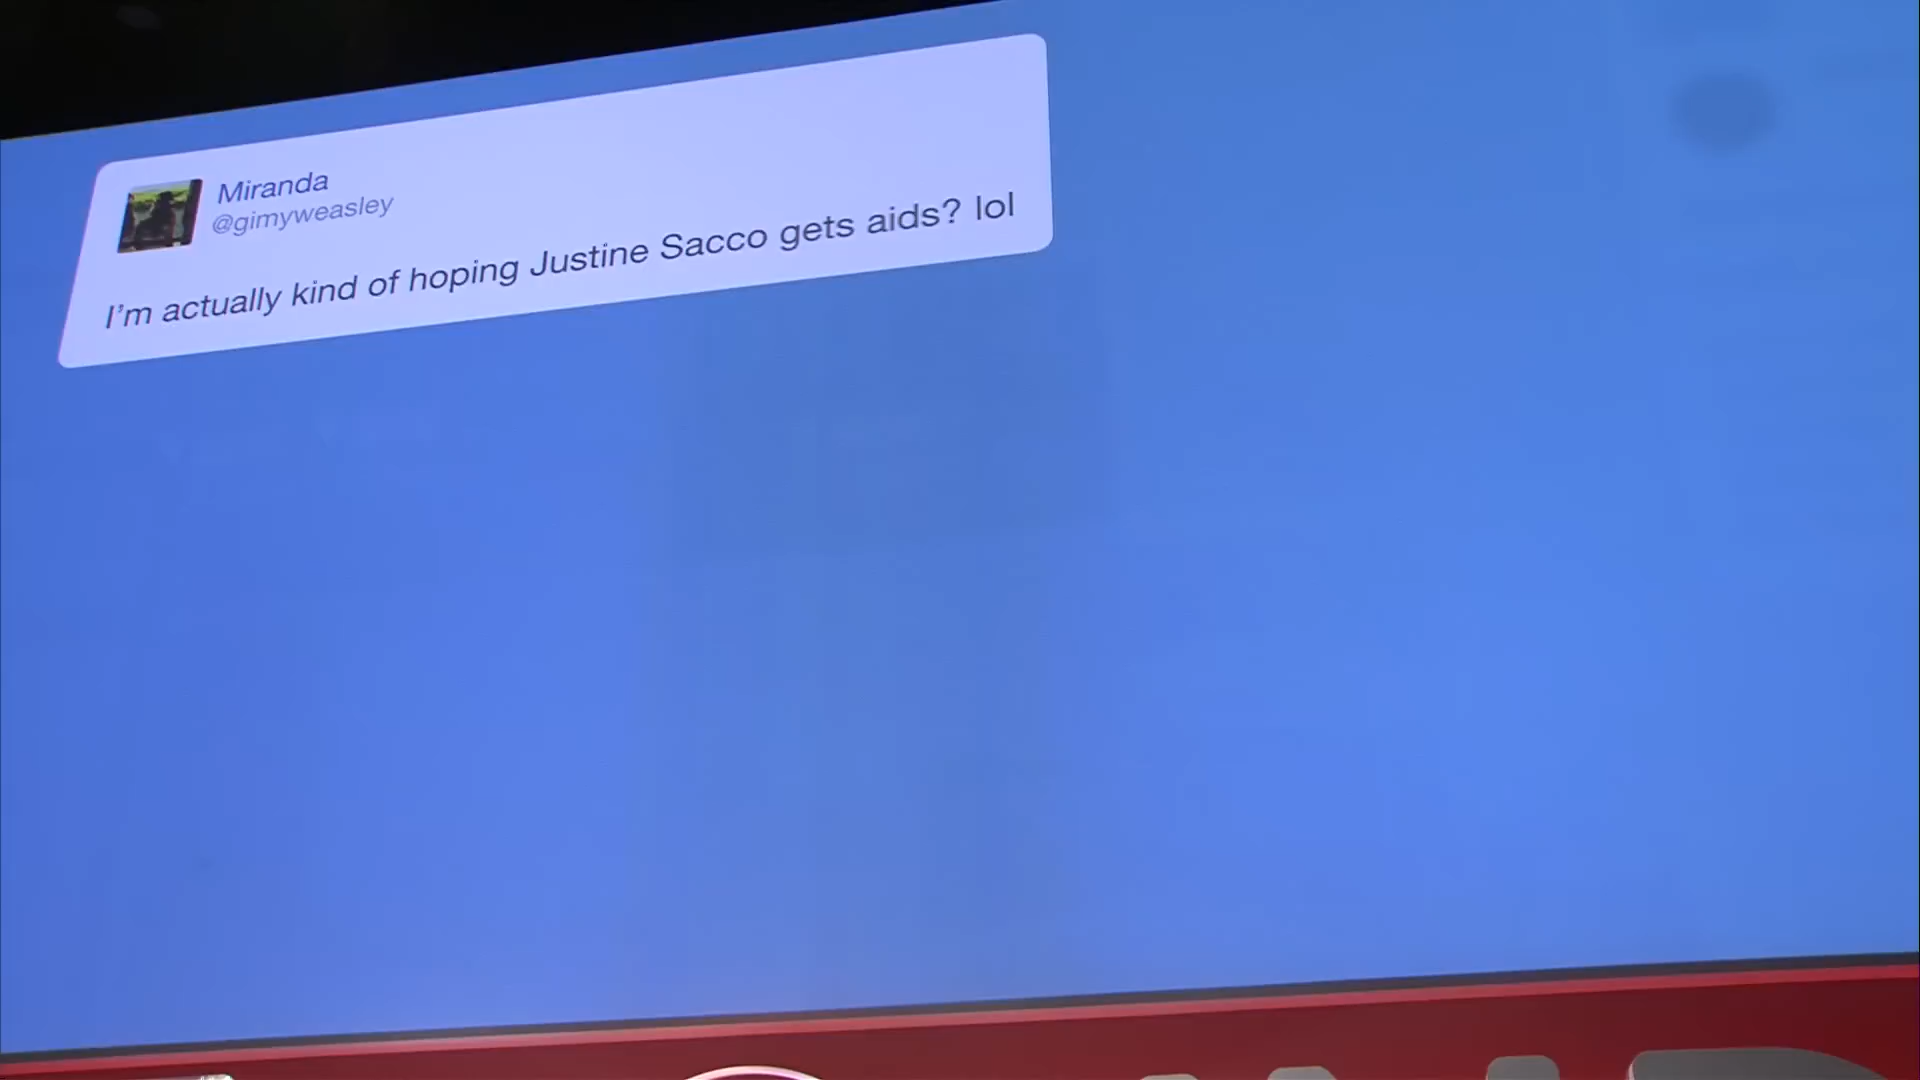 Miranda
@gimyweasley
I'm actually kind of hoping Justine Sacco gets aids? lol